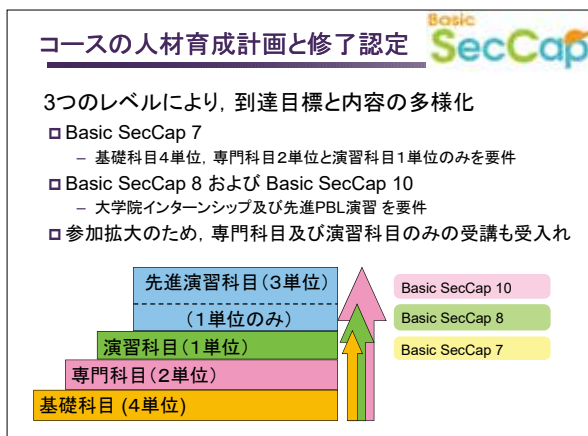 コースの人材育成計画と修了認定
Basic
SecCap
3つのレベルにより，到達目標と内容の多様化
Basic SecCap 7
– 基礎科目4単位，専門科目2単位と演習科目1単位のみを要件
Basic SecCap 8 および Basic SecCap 10
– 大学院インターンシップ及び先進PBL演習 を要件
参加拡大のため，専門科目及び演習科目のみの受講も受入れ
先進演習科目(3単位)
(1単位のみ)
演習科目(1単位)
専門科目(2単位)
基礎科目 (4単位)
Basic SecCap 10
Basic SecCap 8
Basic SecCap 7